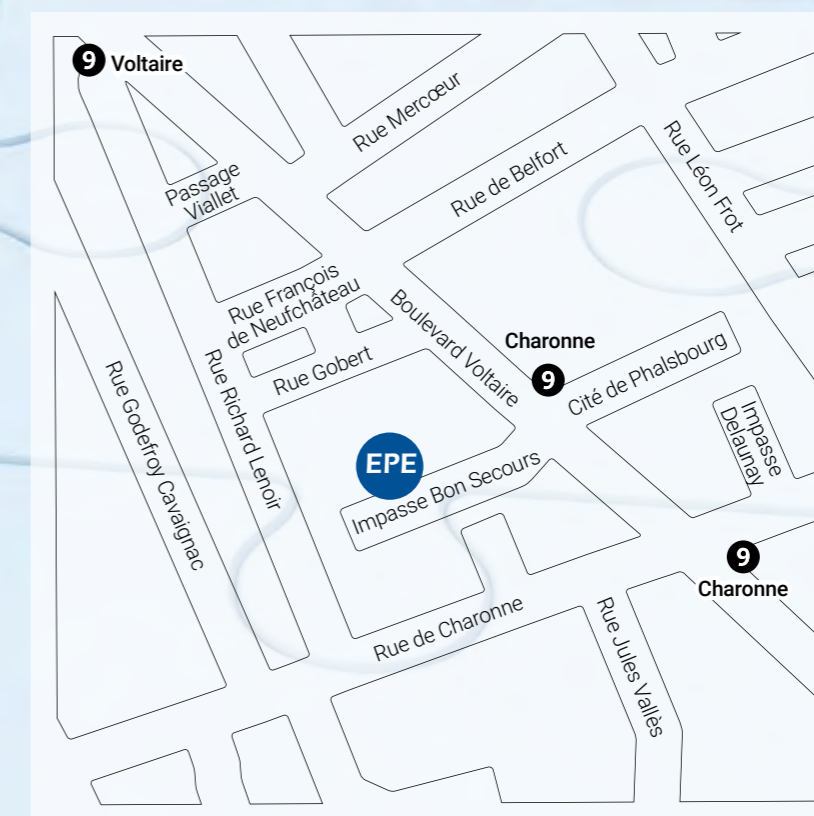 9 Voltaire
Rue Mercœur
Rue de Belfort
Rue Léon Frot
Passage
Viallet
Rue François
de Neufchâteau
Boulevard Voltaire
Charonne
9
Cité de Phalsbourg
Rue Gobert
Rue Richard Lenoir
Rue Godefroy Cavaignac
Impasse
Delaunay
EPE
Impasse Bon Secours
9
Charonne
Rue de Charonne
Rue Jules Vallès